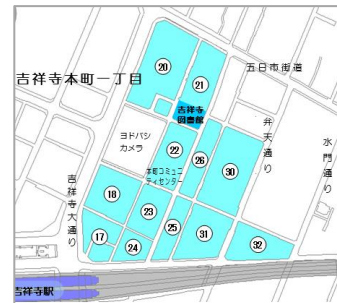 20
21
五日市街道
吉祥寺本町一丁目
吉祥寺
図書館
ヨドバシ
カメラ
弁天通り
水門通り
22
26
30
本町コミュニ
ティセンター
吉祥寺大通り
18
23
25
31
17
24
32
吉祥寺駅